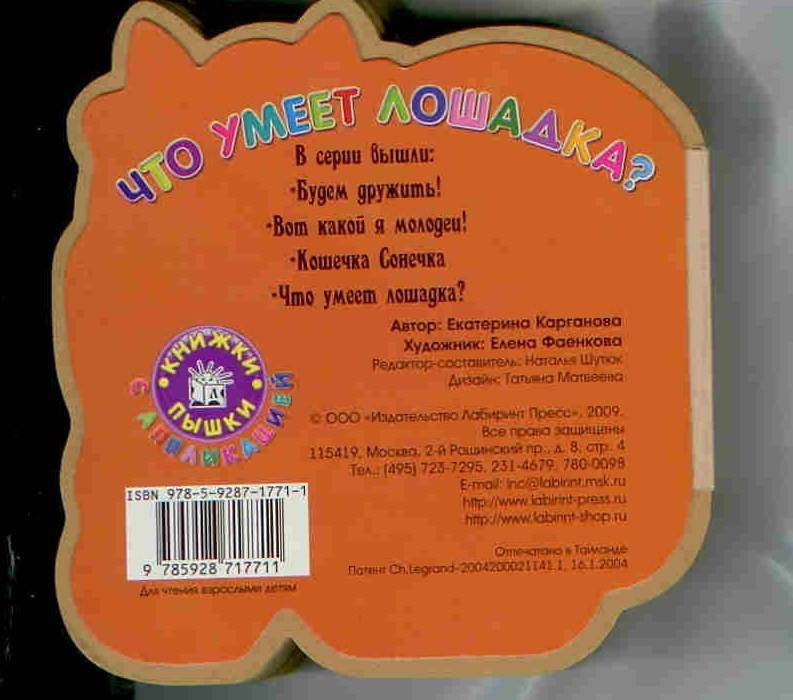 ЧТО УМЕЕТ ЛОШАДКА?
В серии вышли:
·Будем дружить!
·Вот какой я молодец!
·Кошечка Сонечка
·Что умеет лошадка?
Автор: Екатерина Карганова
Художник: Елена Фаенкова
Редактор-составитель: Наталья Шутюк
Дизайн: Татьяна Матвеева
КНИЖКИ
ПЫШКИ
С АППЛИКАЦИЕЙ
© ООО «Издательство Лабиринт Пресс», 2009.
Все права защищены
115419, Москва, 2-й Рощинский пр., д. 8, стр. 4
Тел.: (495) 723-7295, 231-4679, 780-0098
E-mail: inc@labirint.msk.ru
http://www.labirint-press.ru
http://www.labirint-shop.ru
ISBN 978-5-9287-1771-1
9 785928 717711
Для чтения взрослыми детям
Отпечатано в Таиланде
Патент Ch.Legrand-2004200021141.1, 16.1.2004